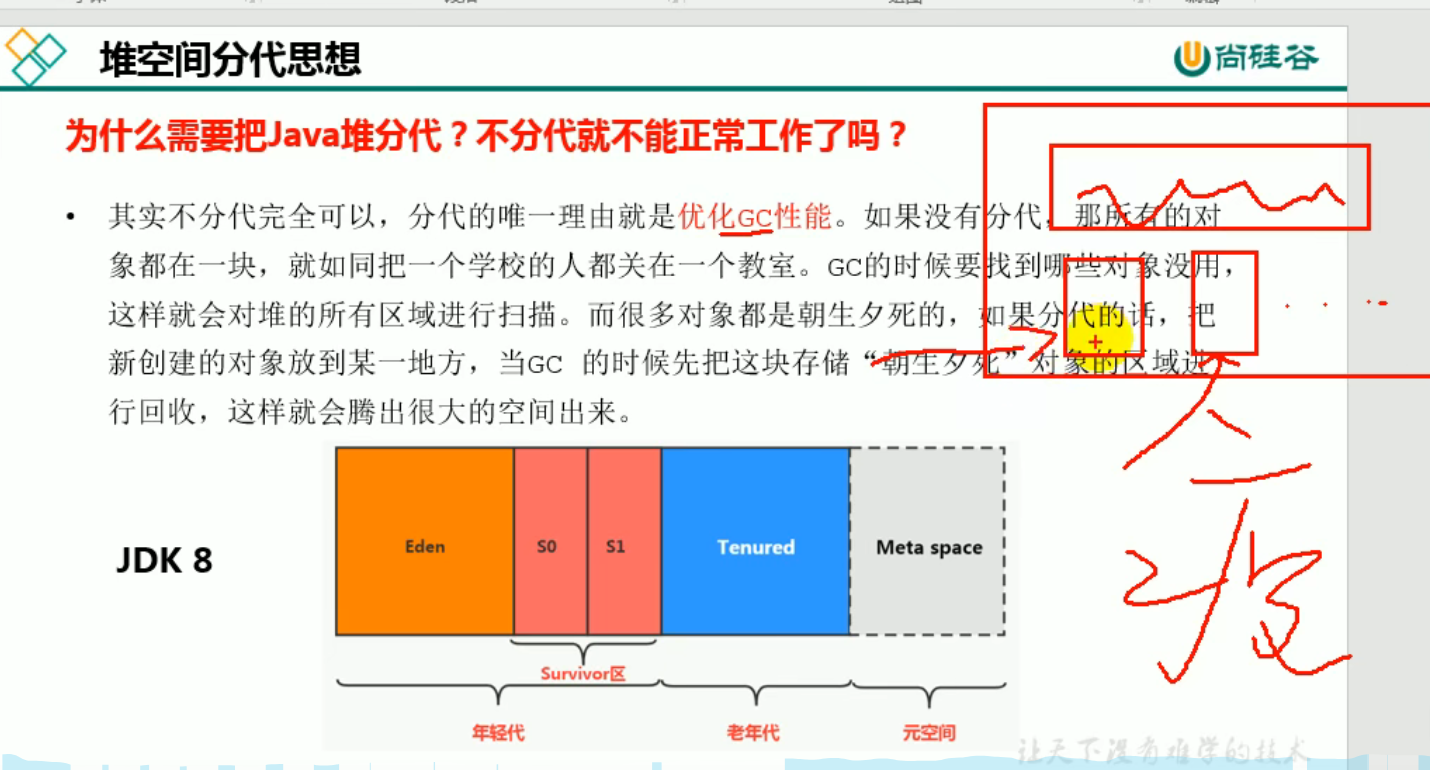 堆空间分代思想
尚硅谷
为什么需要把Java堆分代？不分代就不能正常工作了吗？
• 其实不分代完全可以，分代的唯一理由就是优化GC性能。如果没有分代，那所有的对
象都在一块，就如同把一个学校的人都关在一个教室。GC的时候要找到哪些对象没用，
这样就会对堆的所有区域进行扫描。而很多对象都是朝生夕死的，如果分代的话，把
新创建的对象放到某一地方，当GC 的时候先把这块存储“朝生夕死”对象的区域进
行回收，这样就会腾出很大的空间出来。
JDK 8
Eden
S0
S1
Tenured
Meta space
Survivor区
年轻代
老年代
元空间
让天下没有难学的技术